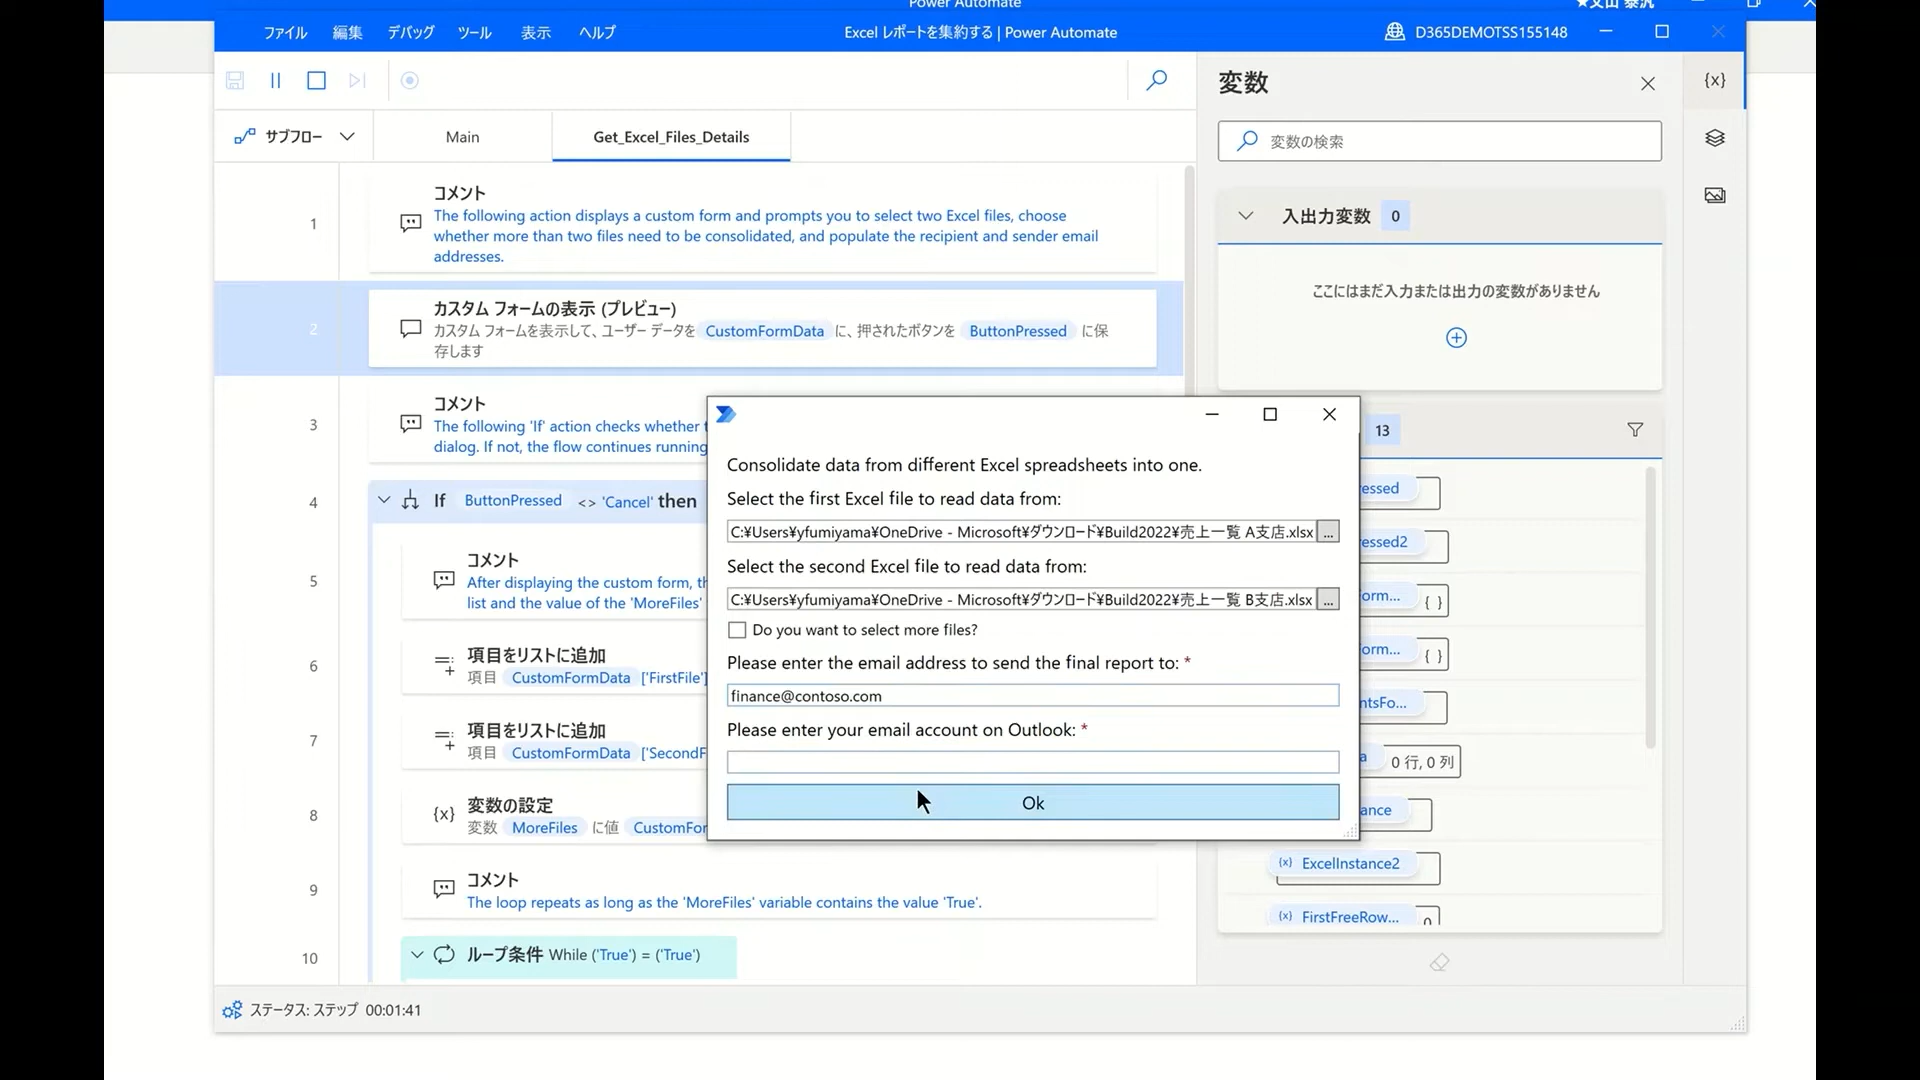 Power Automate
★文山 泰汎
ファイル 編集 デバッグ ツール 表示 ヘルプ
Excel レポートを集約する | Power Automate
D365DEMOTSS155148
サブフロー
Main
Get_Excel_Files_Details
1
コメント
The following action displays a custom form and prompts you to select two Excel files, choose
whether more than two files need to be consolidated, and populate the recipient and sender email
addresses.
2
カスタム フォームの表示 (プレビュー)
カスタム フォームを表示して、ユーザー データを CustomFormData に、押されたボタンを ButtonPressed に保
存します
3
コメント
The following 'If' action checks whether
dialog. If not, the flow continues running
4
If ButtonPressed <> 'Cancel' then
5
コメント
After displaying the custom form, th
list and the value of the 'MoreFiles'
6
項目をリストに追加
項目 CustomFormData ['FirstFile']
7
項目をリストに追加
項目 CustomFormData ['SecondF
8
{x}
変数の設定
変数 MoreFiles に値 CustomFor
9
コメント
The loop repeats as long as the 'MoreFiles' variable contains the value 'True'.
10
ループ条件 While ('True') = ('True')
ステータス: ステップ 00:01:41
Consolidate data from different Excel spreadsheets into one.
Select the first Excel file to read data from:
C:¥Users¥yfumiyama¥OneDrive - Microsoft¥ダウンロード¥Build2022¥売上一覧 A支店.xlsx ...
Select the second Excel file to read data from:
C:¥Users¥yfumiyama¥OneDrive - Microsoft¥ダウンロード¥Build2022¥売上一覧 B支店.xlsx ...
Do you want to select more files?
Please enter the email address to send the final report to: *
finance@contoso.com
Please enter your email account on Outlook: *
Ok
変数
{x}
変数の検索
入出力変数 0
ここにはまだ入力または出力の変数がありません
13
essed
essed2
orm... { }
orm... { }
ntsFo...
a 0 行, 0 列
ance
{x} ExcelInstance2
{x} FirstFreeRow... 0